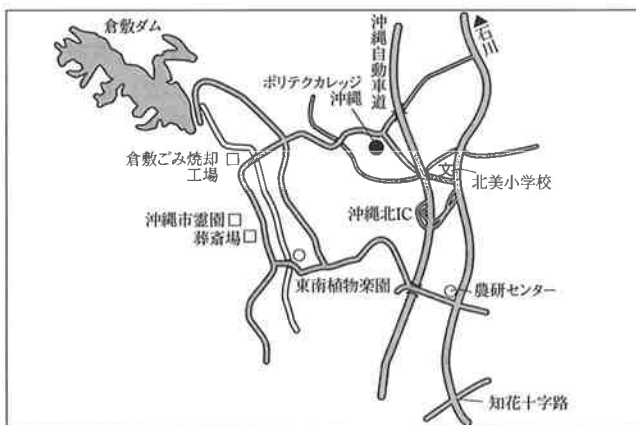 倉敷ダム
沖縄自動車道
石川
ポリテクカレッジ
沖縄
倉敷ごみ焼却
工場
文
北美小学校
沖縄北IC
沖縄市霊園
葬斎場
東南植物楽園
農研センター
知花十字路